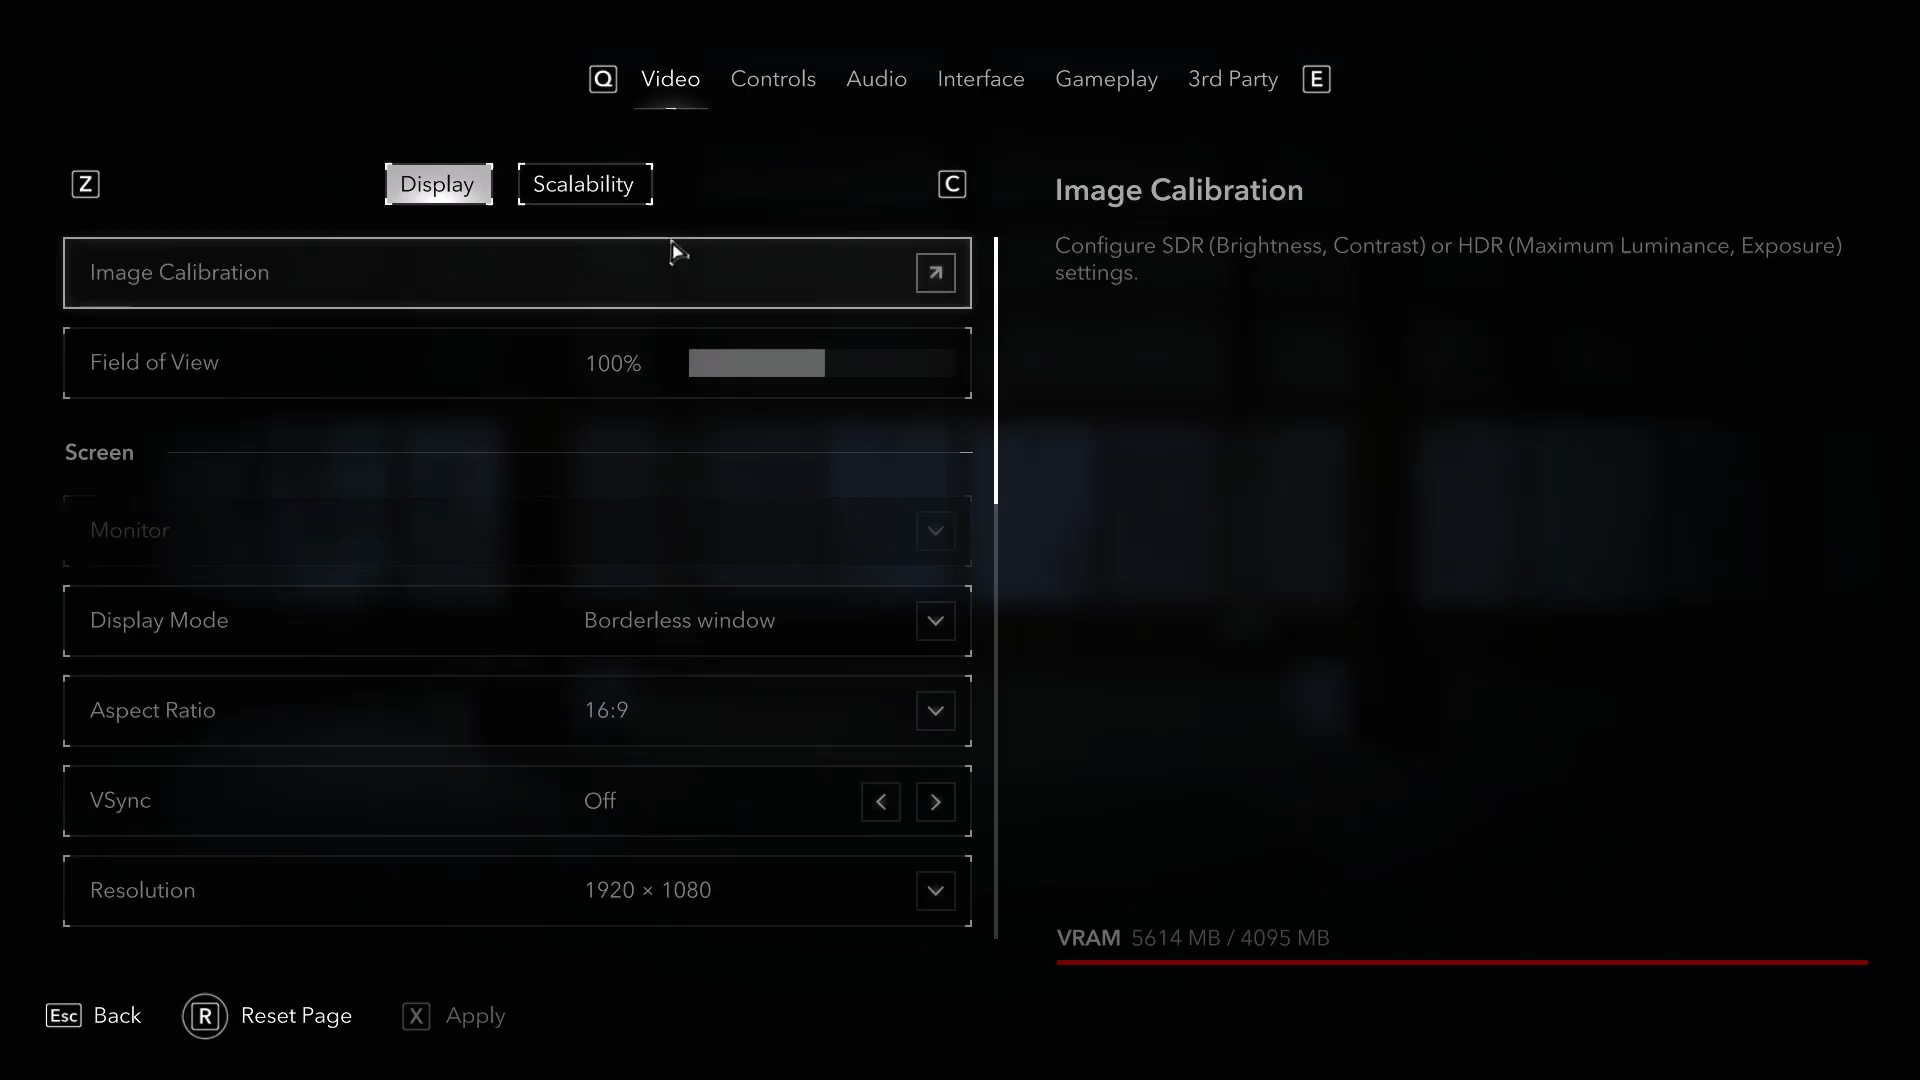 Q Video Controls Audio Interface Gameplay 3rd Party E
Z Display Scalability C
Image Calibration
Field of View 100%
Screen
Monitor
Display Mode Borderless window
Aspect Ratio 16:9
VSync Off
Resolution 1920 × 1080
Image Calibration
Configure SDR (Brightness, Contrast) or HDR (Maximum Luminance, Exposure)
settings.
VRAM 5614 MB / 4095 MB
Esc Back R Reset Page X Apply